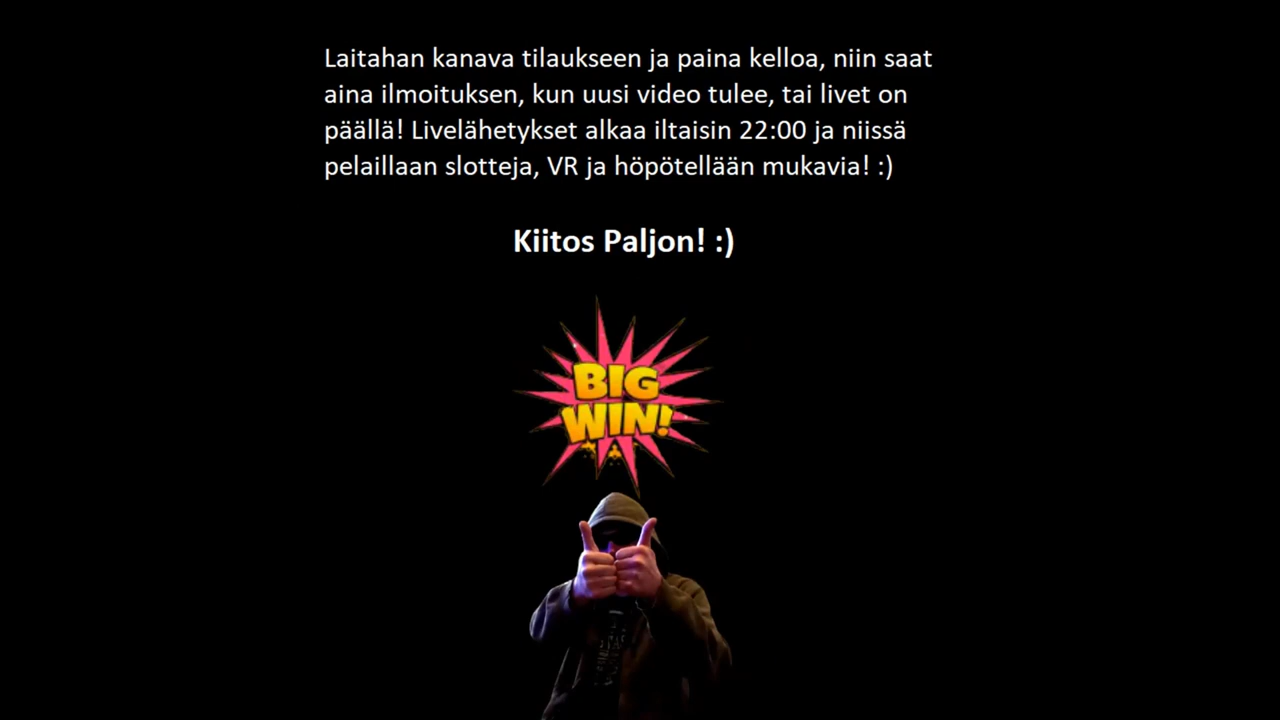 Laitahan kanava tilaukseen ja paina kelloa, niin saat
aina ilmoituksen, kun uusi video tulee, tai livet on
päällä! Livelähetykset alkaa iltaisin 22:00 ja niissä
pelaillaan slotteja, VR ja höpötellään mukavia! :)
Kiitos Paljon! :)
BIG
WIN!